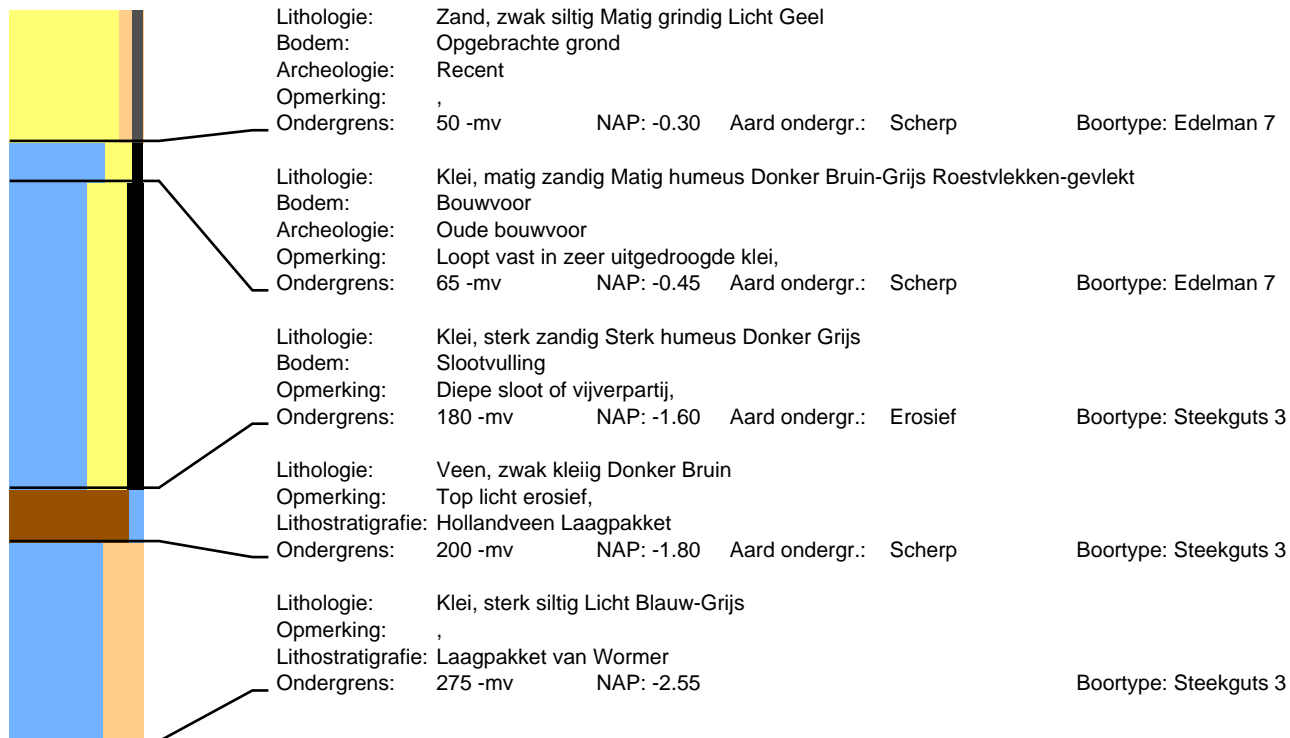 Lithologie: Zand, zwak siltig Matig grindig Licht Geel
Bodem: Opgebrachte grond
Archeologie: Recent
Opmerking: ,
Ondergrens: 50 -mv NAP: -0.30 Aard ondergr.: Scherp Boortype: Edelman 7
Lithologie: Klei, matig zandig Matig humeus Donker Bruin-Grijs Roestvlekken-gevlekt
Bodem: Bouwvoor
Archeologie: Oude bouwvoor
Opmerking: Loopt vast in zeer uitgedroogde klei,
Ondergrens: 65 -mv NAP: -0.45 Aard ondergr.: Scherp Boortype: Edelman 7
Lithologie: Klei, sterk zandig Sterk humeus Donker Grijs
Bodem: Slootvulling
Opmerking: Diepe sloot of vijverpartij,
Ondergrens: 180 -mv NAP: -1.60 Aard ondergr.: Erosief Boortype: Steekguts 3
Lithologie: Veen, zwak kleiig Donker Bruin
Opmerking: Top licht erosief,
Lithostratigrafie: Hollandveen Laagpakket
Ondergrens: 200 -mv NAP: -1.80 Aard ondergr.: Scherp Boortype: Steekguts 3
Lithologie: Klei, sterk siltig Licht Blauw-Grijs
Opmerking: ,
Lithostratigrafie: Laagpakket van Wormer
Ondergrens: 275 -mv NAP: -2.55 Boortype: Steekguts 3